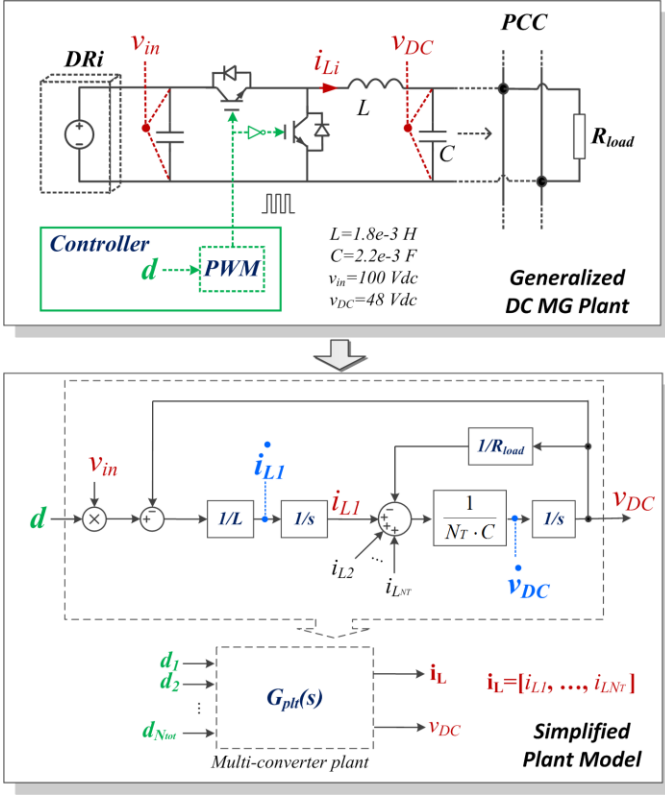 PCC
v_in
v_DC
DRi
i_Li
L
C
R_load
Controller
d
PWM
L=1.8e-3 H
C=2.2e-3 F
v_in=100 Vdc
v_DC=48 Vdc
Generalized
DC MG Plant
1/R_load
v_in
i_L1
d
×
+
-
1/L
1/s
i_L1
-
+
+
+
1
N_T · C
1/s
v_DC
i_L2
...
i_LNT
v_DC
d_1
d_2
...
d_Ntot
G_plt(s)
i_L
v_DC
i_L=[i_L1, ..., i_LNT]
Multi-converter plant
Simplified
Plant Model